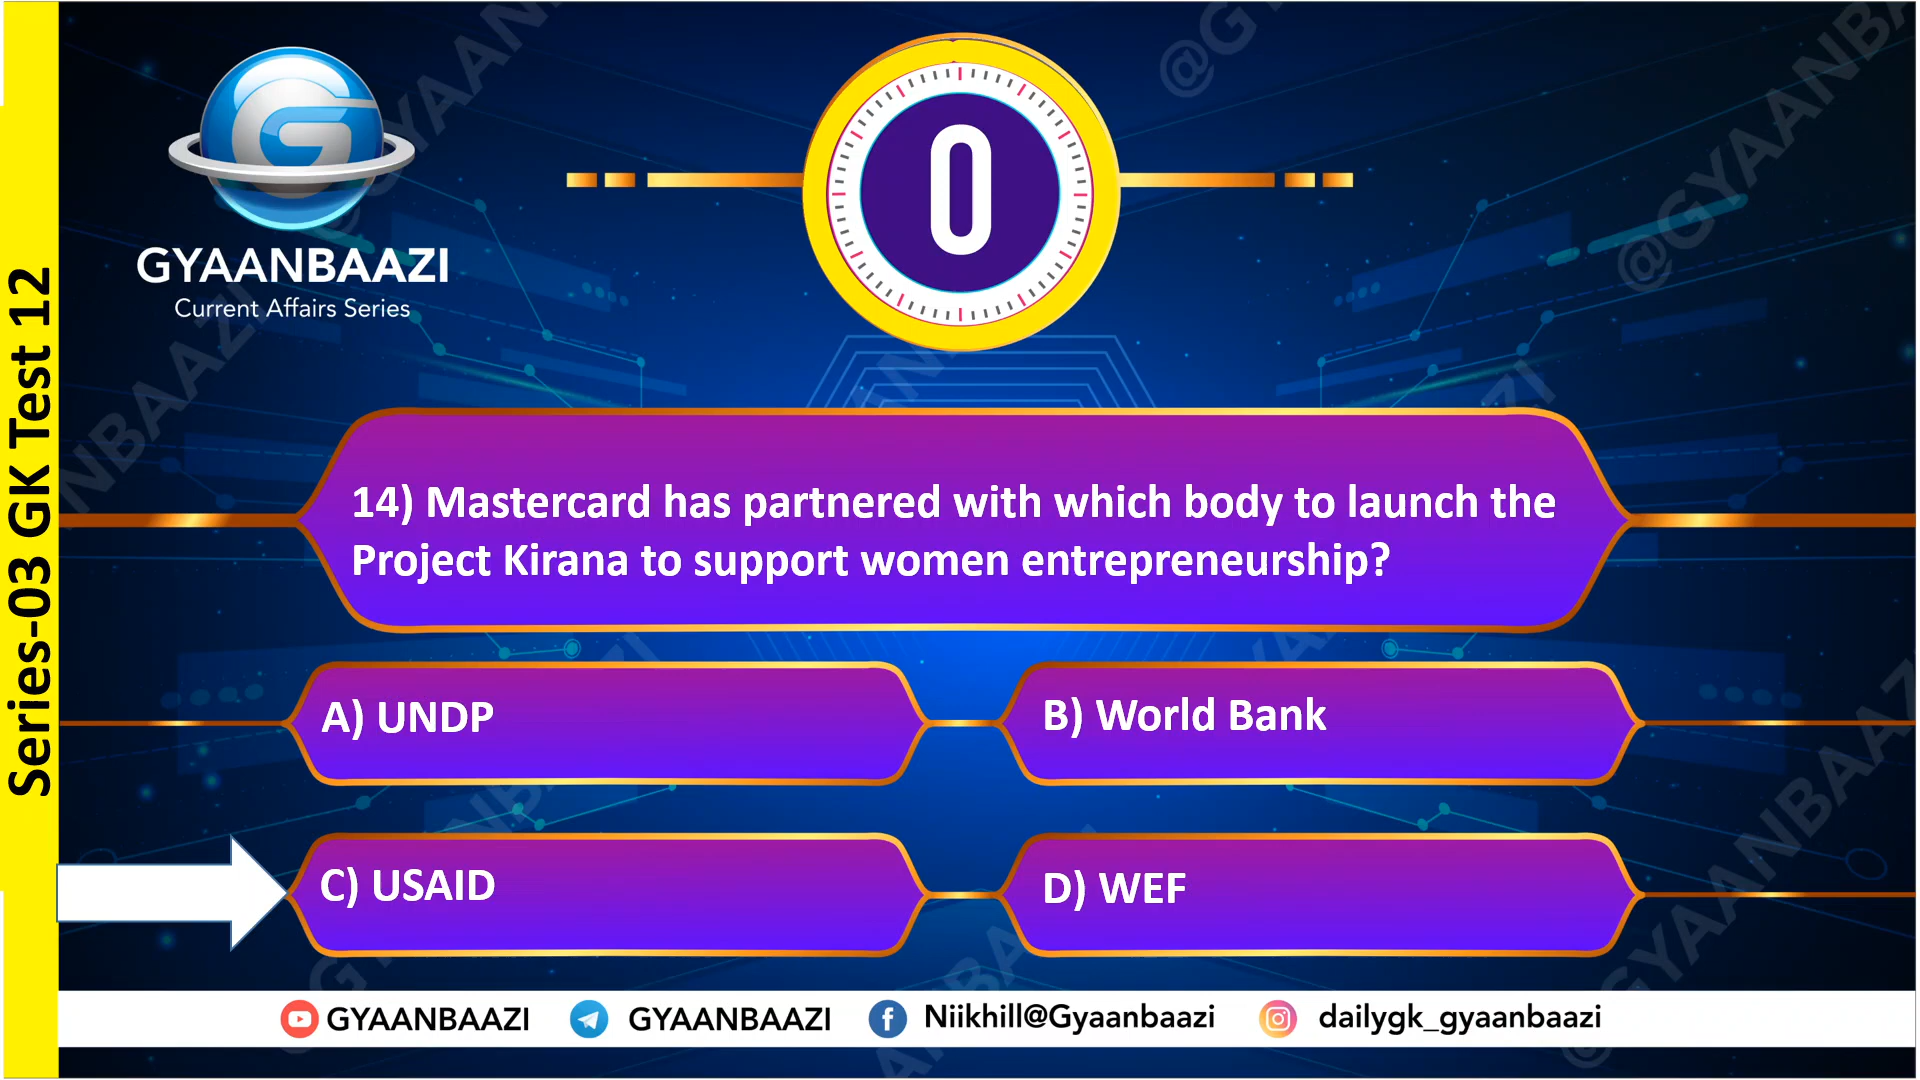 Series-03 GK Test 12
GYAANBAAZI
Current Affairs Series
0
14) Mastercard has partnered with which body to launch the
Project Kirana to support women entrepreneurship?
A) UNDP
B) World Bank
C) USAID
D) WEF
GYAANBAAZI
GYAANBAAZI
Niikhill@Gyaanbaazi
dailygk_gyaanbaazi
@GYAANBAAZI